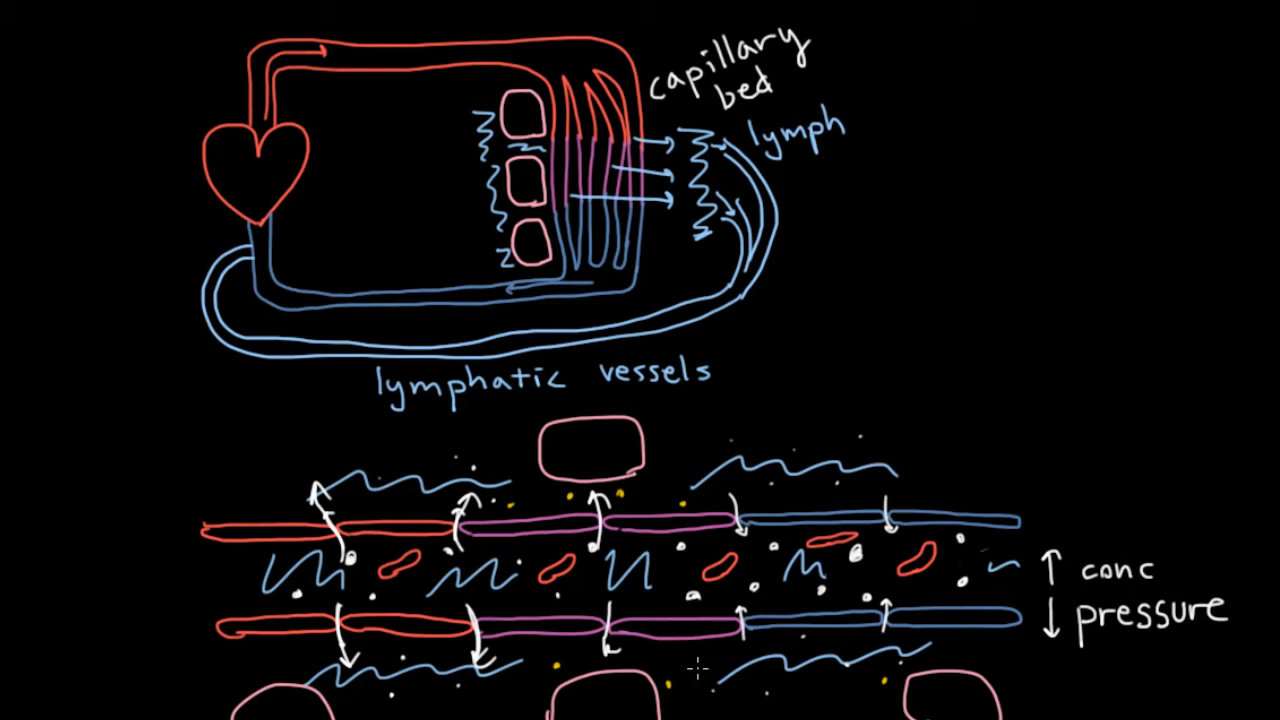 capillary
bed
lymph
lymphatic vessels
conc
pressure